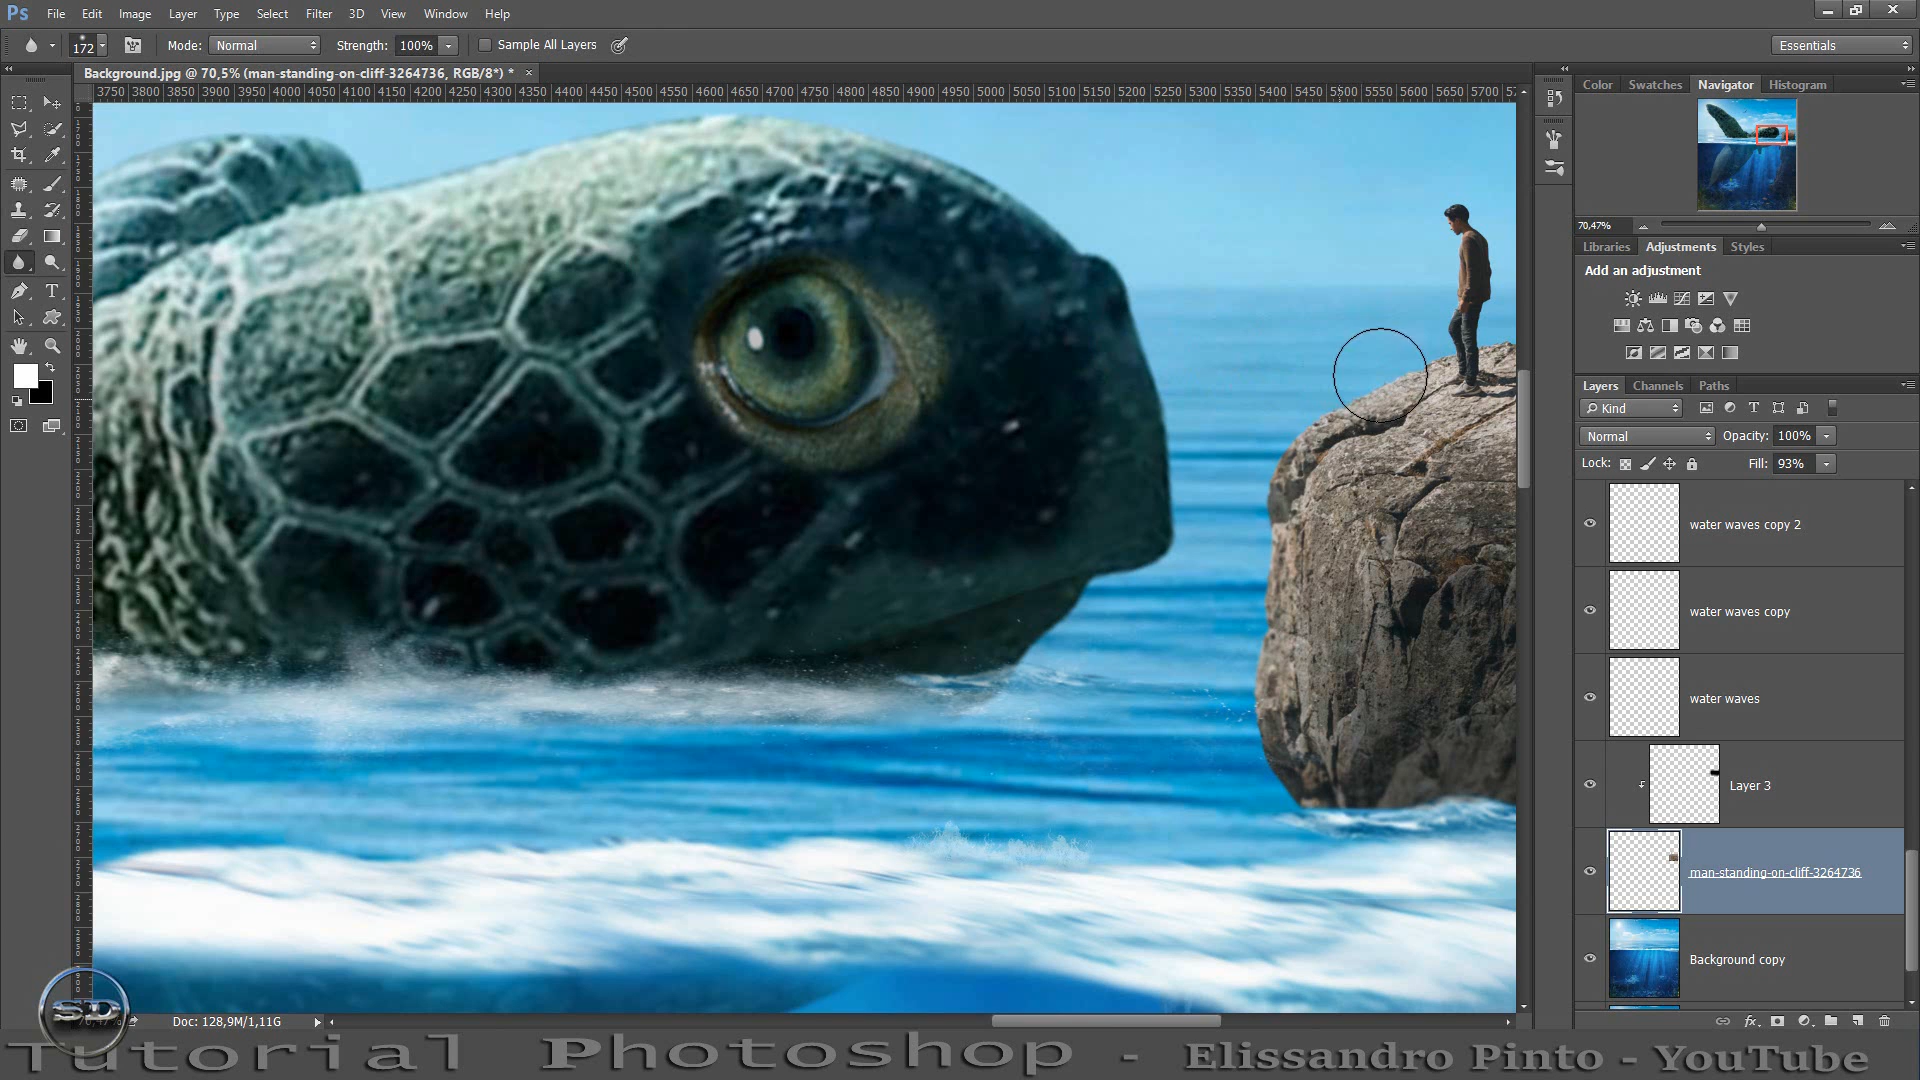 Ps File Edit Image Layer Type Select Filter 3D View Window Help
172 Mode: Normal Strength: 100% Sample All Layers Essentials
Background.jpg @ 70,5% (man-standing-on-cliff-3264736, RGB/8*) * ×
3750 3800 3850 3900 3950 4000 4050 4100 4150 4200 4250 4300 4350 4400 4450 4500 4550 4600 4650 4700 4750 4800 4850 4900 4950 5000 5050 5100 5150 5200 5250 5300 5350 5400 5450 5500 5550 5600 5650 5700
Color Swatches Navigator Histogram
70,47%
Libraries Adjustments Styles
Add an adjustment
Layers Channels Paths
Kind
Normal Opacity: 100%
Lock: Fill: 93%
water waves copy 2
water waves copy
water waves
Layer 3
man-standing-on-cliff-3264736
Background copy
fx
SD
Doc: 128,9M/1,11G
Tutorial Photoshop - Elissandro Pinto - YouTube